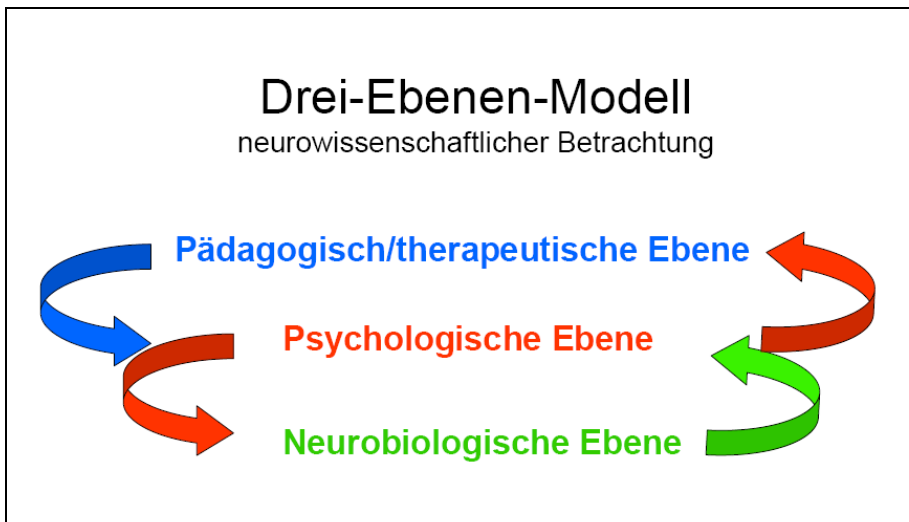 Drei-Ebenen-Modell
neurowissenschaftlicher Betrachtung
Pädagogisch/therapeutische Ebene
Psychologische Ebene
Neurobiologische Ebene